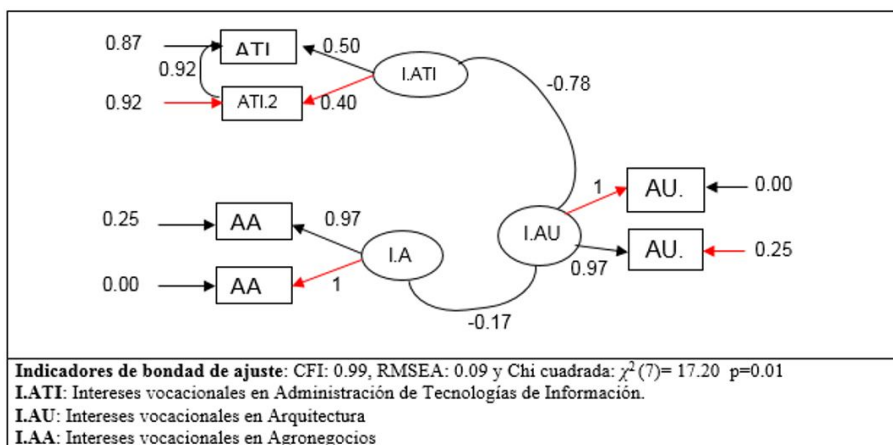 0.87
ATI
0.50
I.ATI
0.92
-0.78
0.92
ATI.2
0.40
1
AU.
0.00
0.25
AA
0.97
I.AU
I.A
AU.
0.25
0.97
0.00
AA
1
-0.17
Indicadores de bondad de ajuste: CFI: 0.99, RMSEA: 0.09 y Chi cuadrada: χ²(7)= 17.20 p=0.01
I.ATI: Intereses vocacionales en Administración de Tecnologías de Información.
I.AU: Intereses vocacionales en Arquitectura
I.AA: Intereses vocacionales en Agronegocios